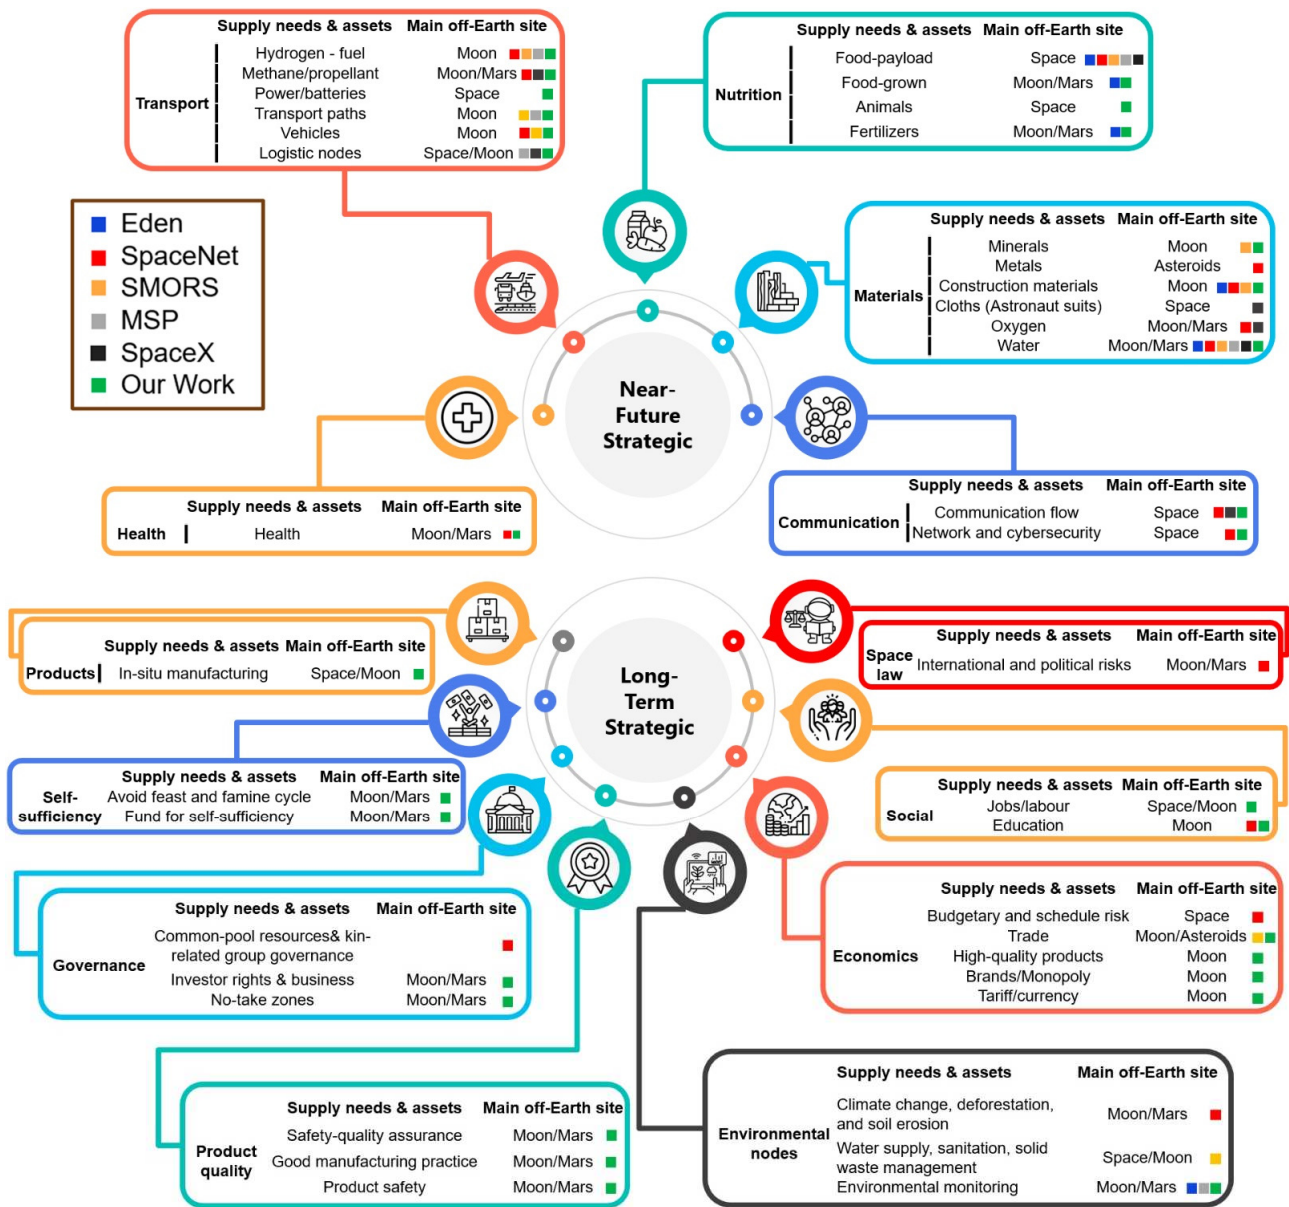 Supply needs & assets Main off-Earth site
Transport
Hydrogen - fuel Moon
Methane/propellant Moon/Mars
Power/batteries Space
Transport paths Moon
Vehicles Moon
Logistic nodes Space/Moon
Supply needs & assets Main off-Earth site
Nutrition
Food-payload Space
Food-grown Moon/Mars
Animals Space
Fertilizers Moon/Mars
Eden
SpaceNet
SMORS
MSP
SpaceX
Our Work
Supply needs & assets Main off-Earth site
Materials
Minerals Moon
Metals Asteroids
Construction materials Moon
Cloths (Astronaut suits) Space
Oxygen Moon/Mars
Water Moon/Mars
Near-
Future
Strategic
Supply needs & assets Main off-Earth site
Health Health Moon/Mars
Supply needs & assets Main off-Earth site
Communication
Communication flow Space
Network and cybersecurity Space
Long-
Term
Strategic
Supply needs & assets Main off-Earth site
Products In-situ manufacturing Space/Moon
Supply needs & assets Main off-Earth site
Space
law
International and political risks Moon/Mars
Supply needs & assets Main off-Earth site
Self-
sufficiency
Avoid feast and famine cycle Moon/Mars
Fund for self-sufficiency Moon/Mars
Supply needs & assets Main off-Earth site
Social
Jobs/labour Space/Moon
Education Moon
Supply needs & assets Main off-Earth site
Governance
Common-pool resources& kin-
related group governance
Investor rights & business Moon/Mars
No-take zones Moon/Mars
Supply needs & assets Main off-Earth site
Economics
Budgetary and schedule risk Space
Trade Moon/Asteroids
High-quality products Moon
Brands/Monopoly Moon
Tariff/currency Moon
Supply needs & assets Main off-Earth site
Product
quality
Safety-quality assurance Moon/Mars
Good manufacturing practice Moon/Mars
Product safety Moon/Mars
Supply needs & assets Main off-Earth site
Environmental
nodes
Climate change, deforestation,
and soil erosion Moon/Mars
Water supply, sanitation, solid
waste management Space/Moon
Environmental monitoring Moon/Mars